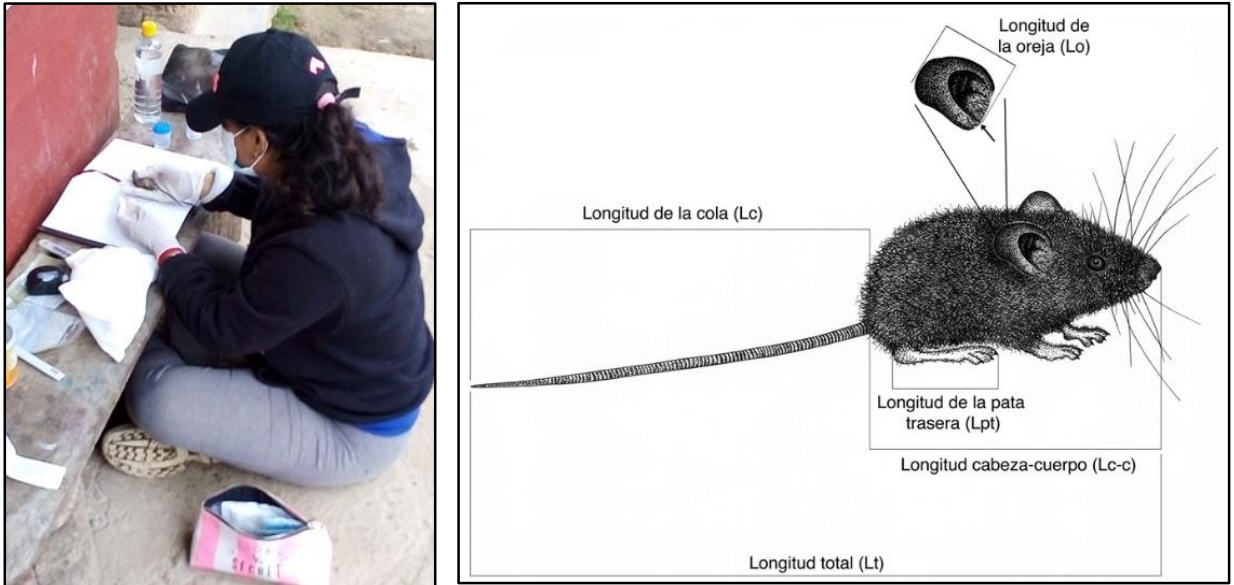 Longitud de
la oreja (Lo)
Longitud de la cola (Lc)
Longitud de la pata
trasera (Lpt)
Longitud cabeza-cuerpo (Lc-c)
Longitud total (Lt)
SECRET